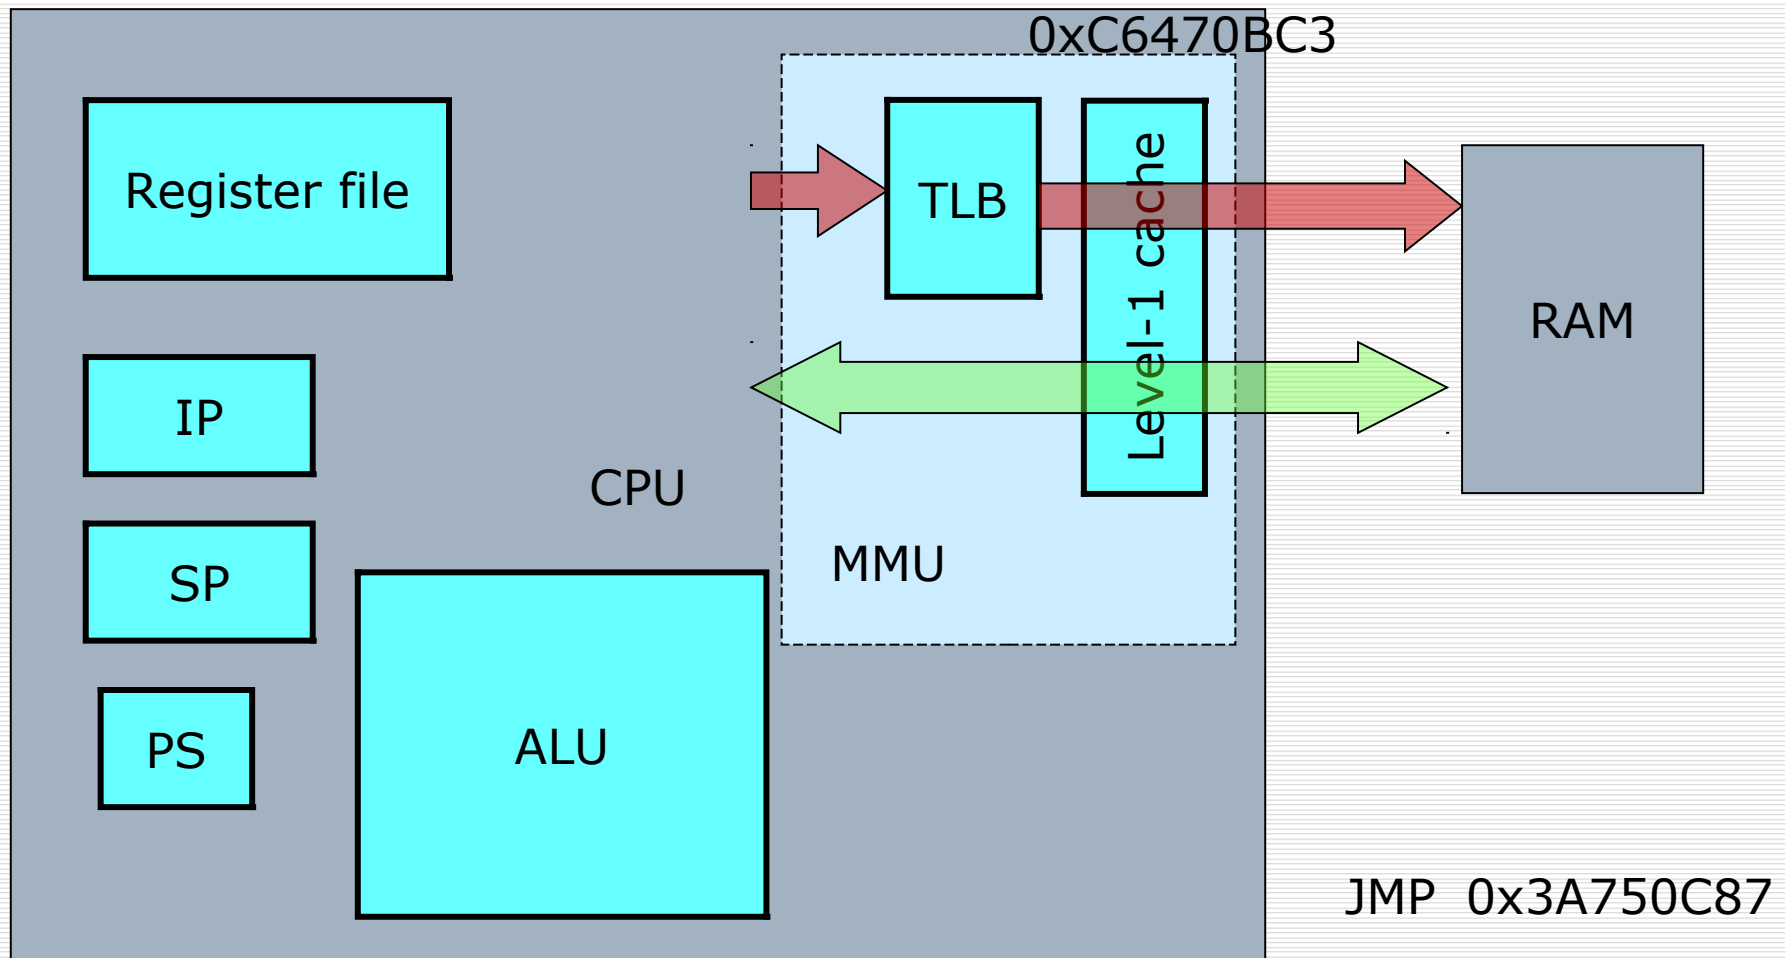 0xC6470BC3
Register file
TLB
Level-1 cache
RAM
IP
CPU
SP
MMU
PS
ALU
JMP 0x3A750C87